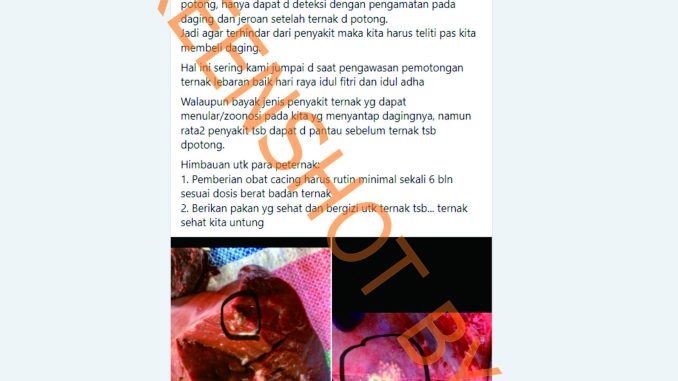 potong, hanya dapat d deteksi dengan pengamatan pada
daging dan jeroan setelah ternak d potong.
Jadi agar terhindar dari penyakit maka kita harus teliti pas kita
membeli daging.
Hal ini sering kami jumpai d saat pengawasan pemotongan
ternak lebaran baik hari raya idul fitri dan idul adha
Walaupun bayak jenis penyakit ternak yg dapat
menular/zoonosi pada kita yg menyantap dagingnya, namun
rata2 penyakit tsb dapat d pantau sebelum ternak tsb
dpotong.
Himbauan utk para peternak:
1. Pemberian obat cacing harus rutin minimal sekali 6 bln
sesuai dosis berat badan ternak
2. Berikan pakan yg sehat dan bergizi utk ternak tsb... ternak
sehat kita untung
EENSHOT BY